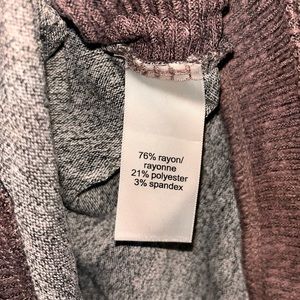 76% rayon/
rayonne
21% polyester
3% spandex